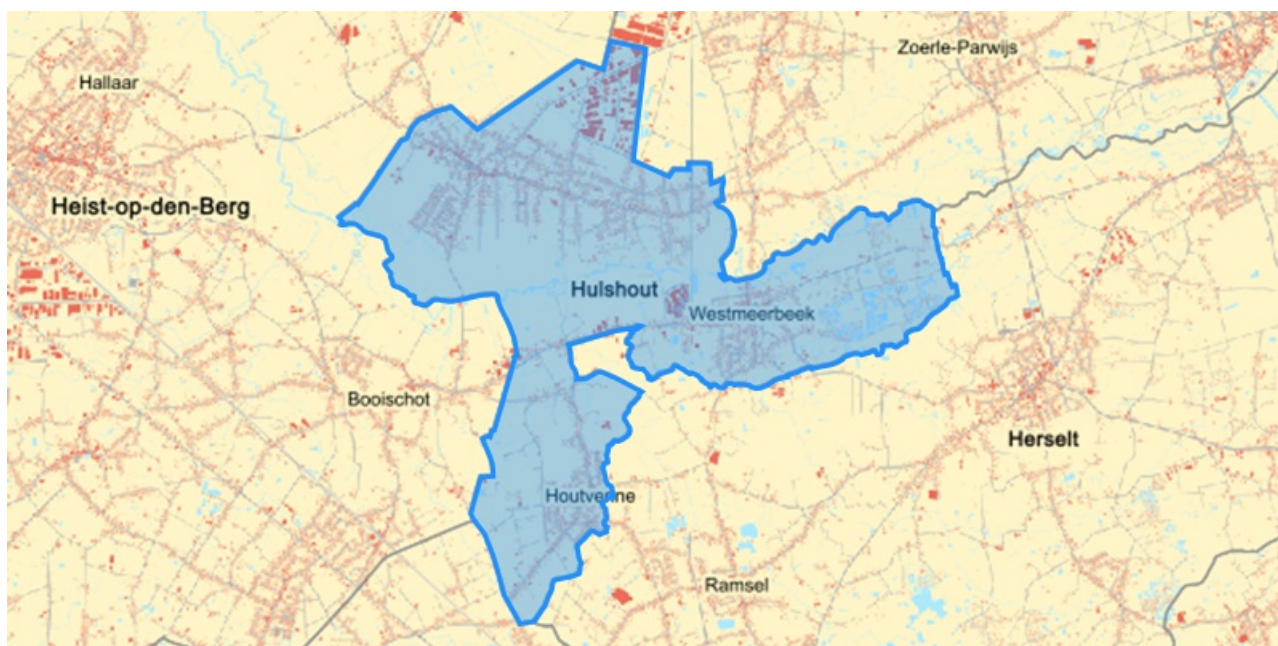 Zoerle-Parwijs
Hallaar
Heist-op-den-Berg
Hulshout
Westmeerbeek
Booischot
Herselt
Houtvenne
Ramsel